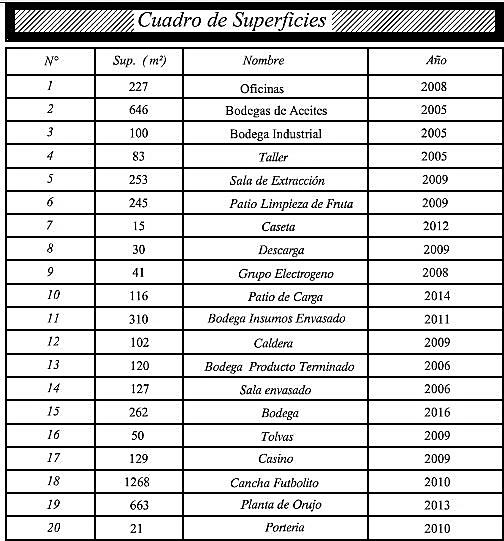 Cuadro de Superficies
N° Sup. (m²) Nombre Año
1 227 Oficinas 2008
2 646 Bodegas de Aceites 2005
3 100 Bodega Industrial 2005
4 83 Taller 2005
5 253 Sala de Extracción 2009
6 245 Patio Limpieza de Fruta 2009
7 15 Caseta 2012
8 30 Descarga 2009
9 41 Grupo Electrogeno 2008
10 116 Patio de Carga 2014
11 310 Bodega Insumos Envasado 2011
12 102 Caldera 2009
13 120 Bodega Producto Terminado 2006
14 127 Sala envasado 2006
15 262 Bodega 2016
16 50 Tolvas 2009
17 129 Casino 2009
18 1268 Cancha Futbolito 2010
19 663 Planta de Orujo 2013
20 21 Porteria 2010